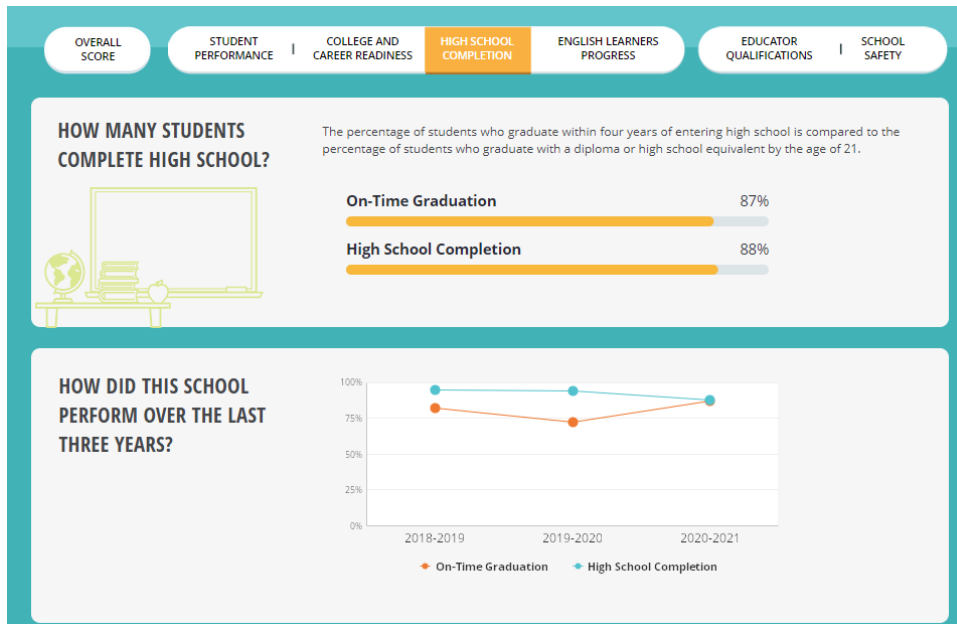 OVERALL
SCORE
STUDENT
PERFORMANCE
|
COLLEGE AND
CAREER READINESS
HIGH SCHOOL
COMPLETION
ENGLISH LEARNERS
PROGRESS
EDUCATOR
QUALIFICATIONS
|
SCHOOL
SAFETY
HOW MANY STUDENTS
COMPLETE HIGH SCHOOL?
The percentage of students who graduate within four years of entering high school is compared to the
percentage of students who graduate with a diploma or high school equivalent by the age of 21.
On-Time Graduation 87%
High School Completion 88%
HOW DID THIS SCHOOL
PERFORM OVER THE LAST
THREE YEARS?
100%
75%
50%
25%
0%
2018-2019 2019-2020 2020-2021
On-Time Graduation High School Completion